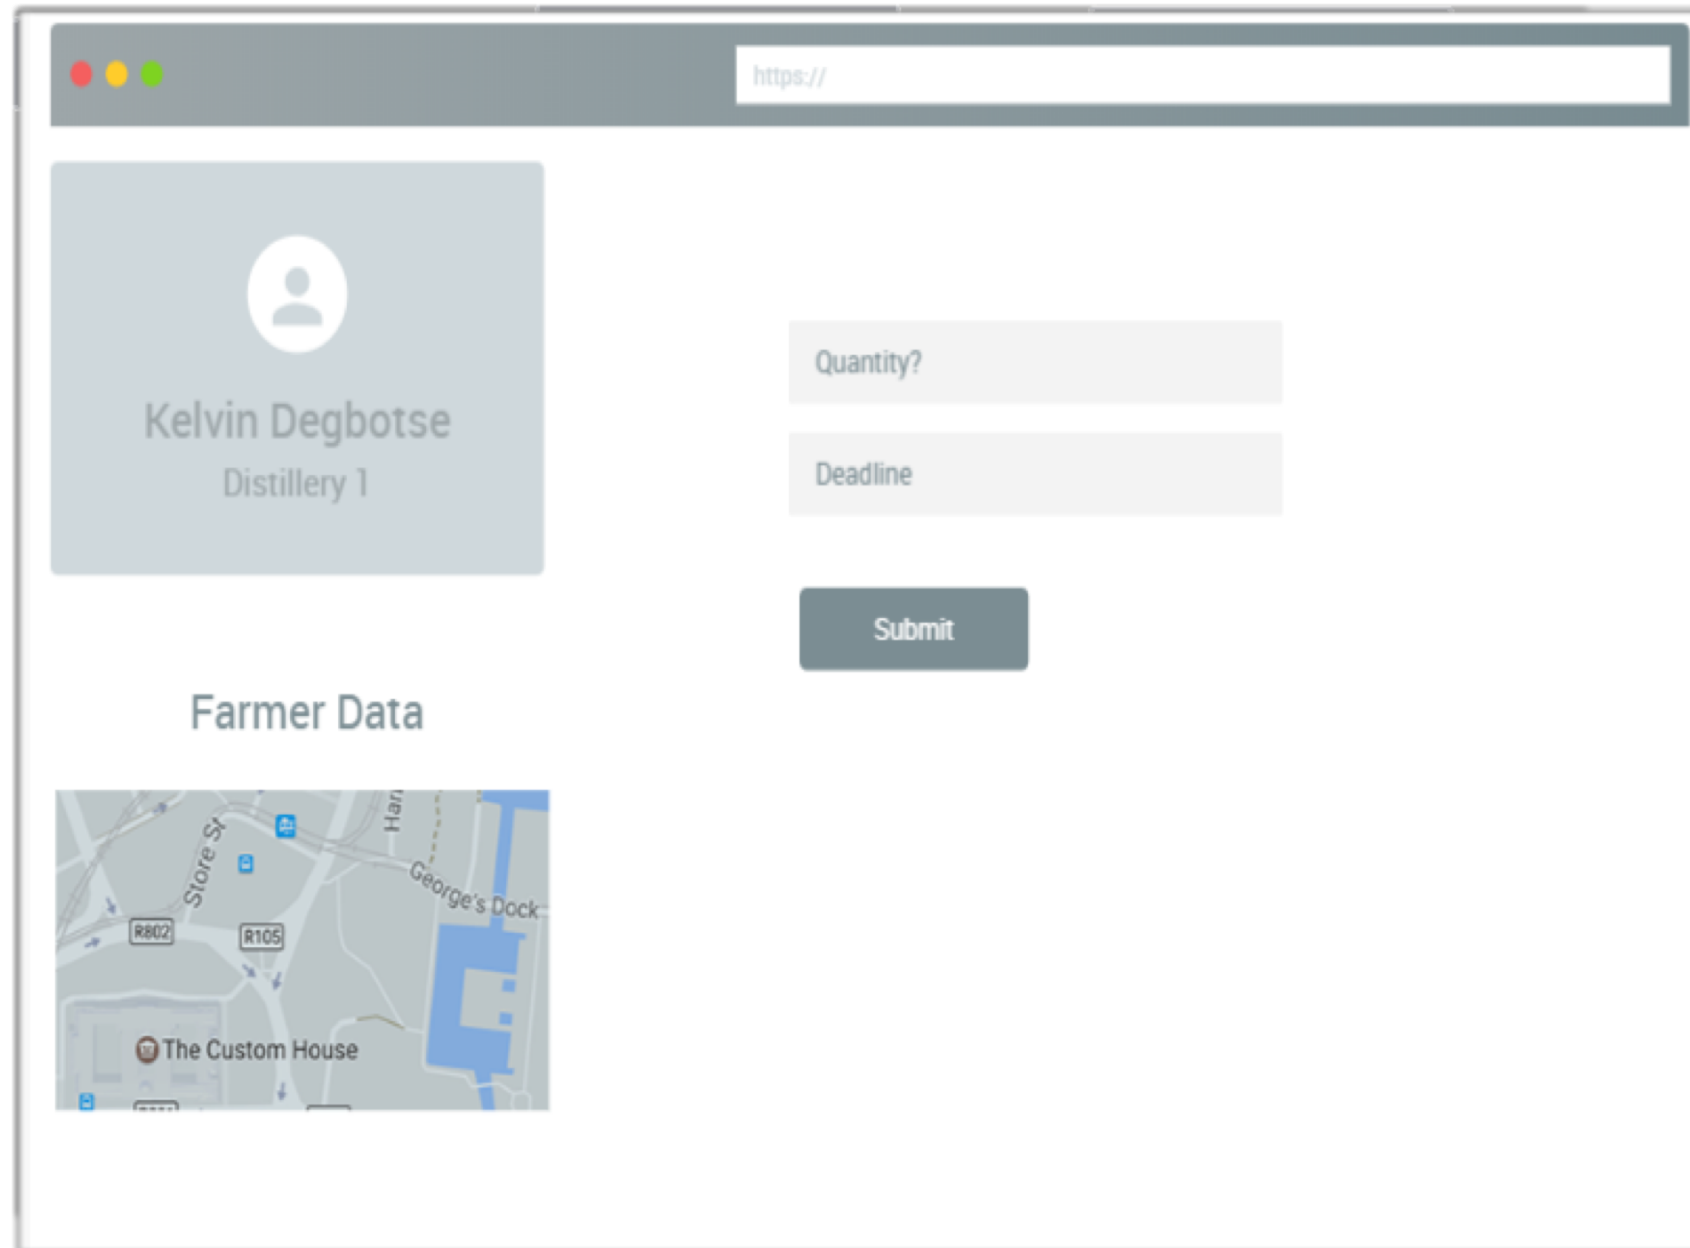 https://
Kelvin Degbotse
Distillery 1
Quantity?
Deadline
Submit
Farmer Data
Store St
George's Dock
R802
R105
The Custom House